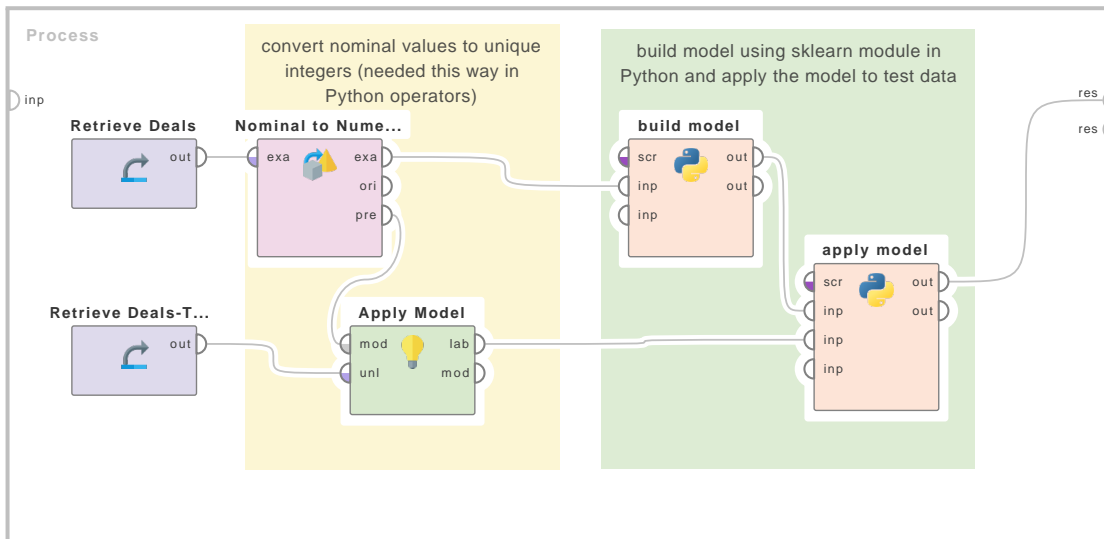 Process
inp
convert nominal values to unique
integers (needed this way in
Python operators)
build model using sklearn module in
Python and apply the model to test data
res
res
Retrieve Deals
out
Nominal to Nume...
exa
exa
ori
pre
build model
scr
out
inp
out
inp
apply model
scr
out
inp
out
inp
inp
Retrieve Deals-T...
out
Apply Model
mod
lab
unl
mod